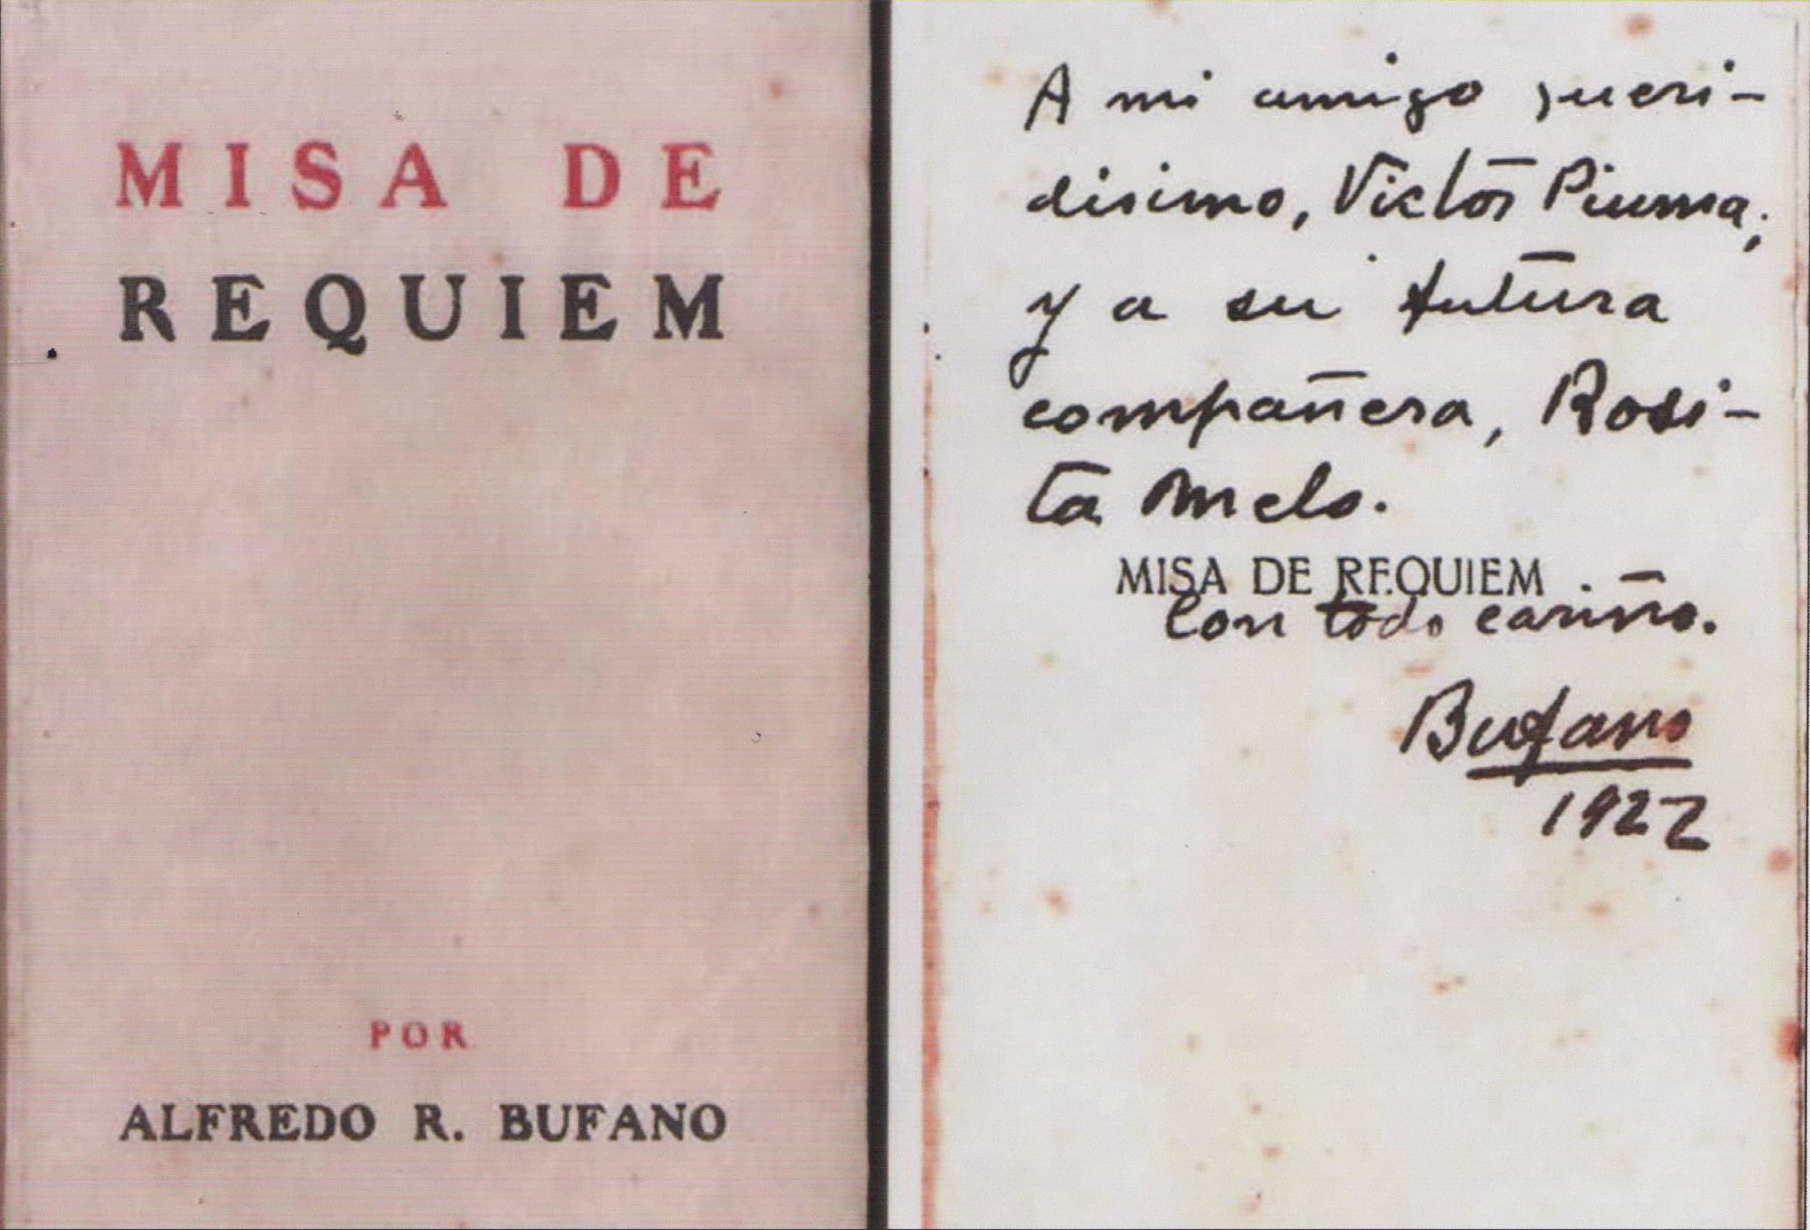 MISA DE
REQUIEM
POR
ALFREDO R. BUFANO
A mi amigo queri-
disimo, Victor Piuma;
y a su futura
compañera, Rosi-
ta Melo.
MISA DE REQUIEM
Con todo cariño.
Bufano
1922